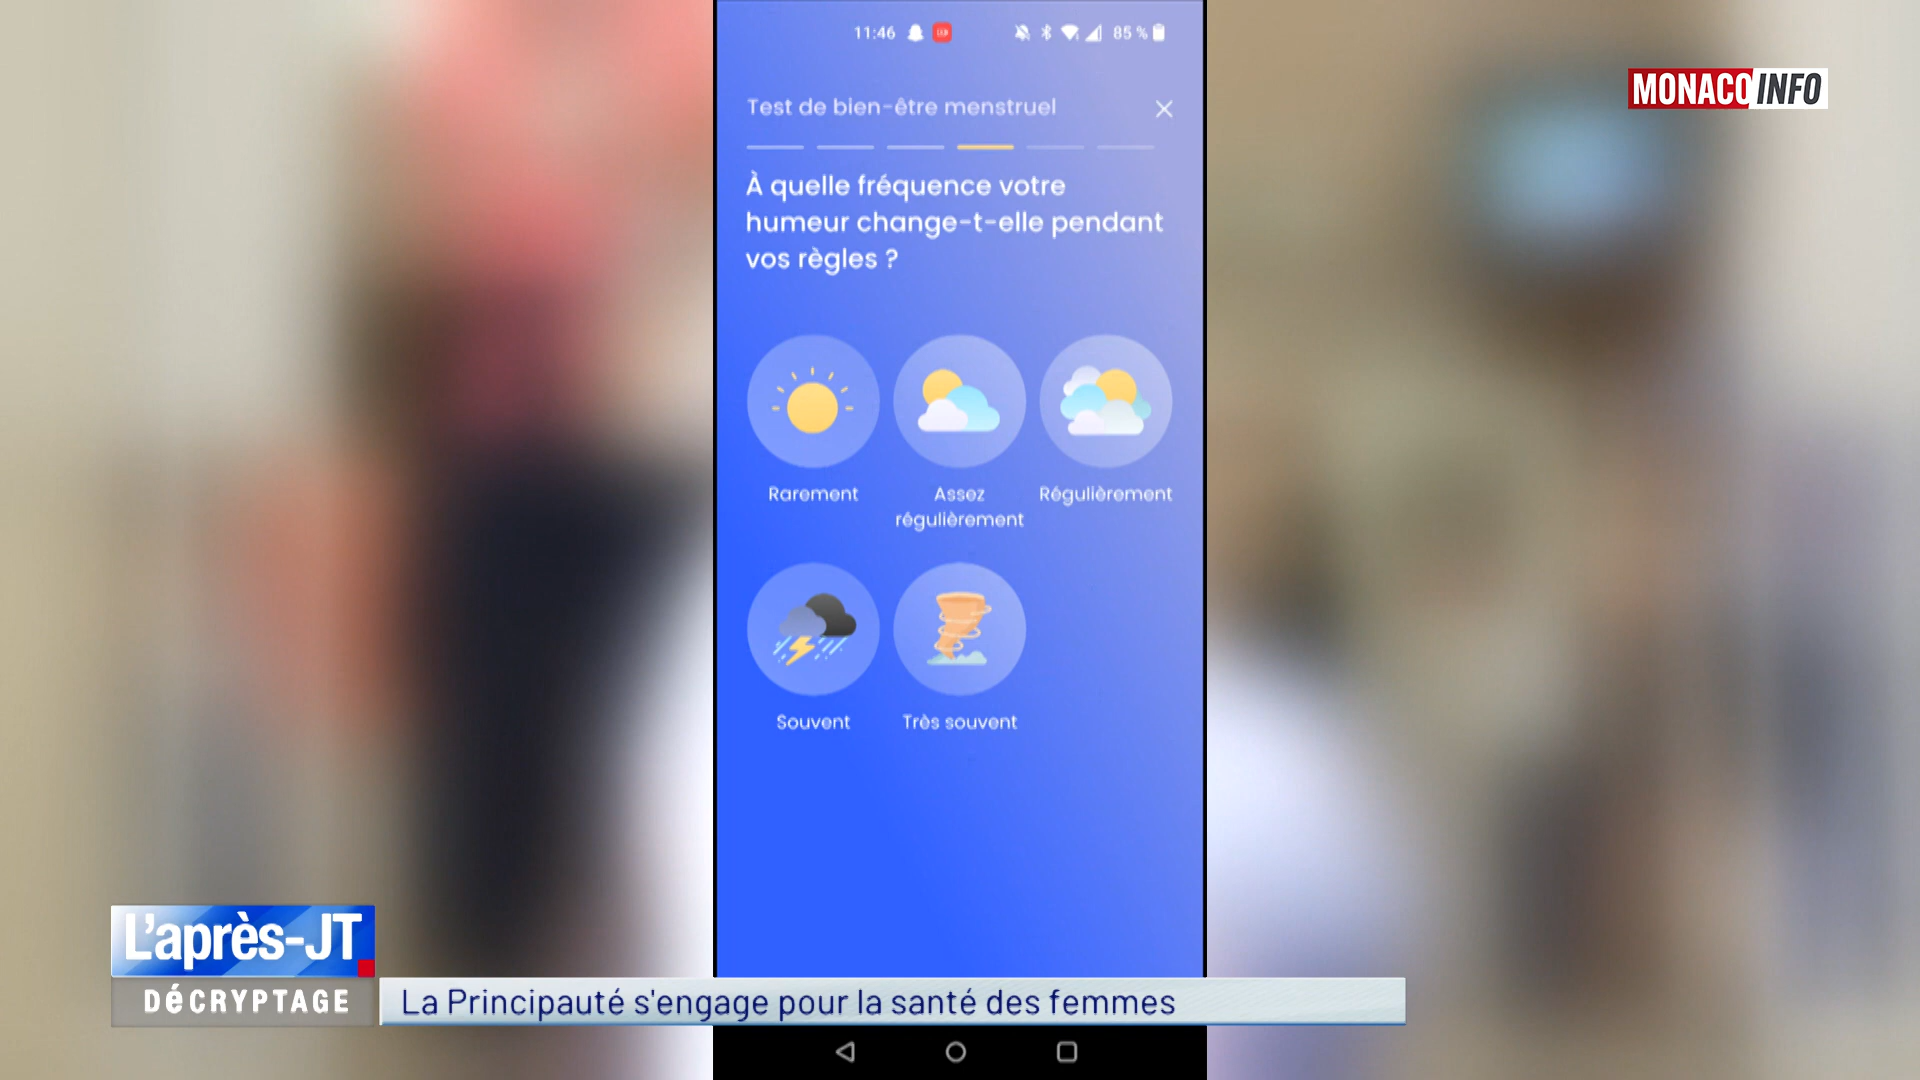 11:46
85 %
MONACO INFO
Test de bien-être menstruel
À quelle fréquence votre
humeur change-t-elle pendant
vos règles ?
Rarement
Assez
régulièrement
Régulièrement
Souvent
Très souvent
L'après-JT
DéCRYPTAGE
La Principauté s'engage pour la santé des femmes